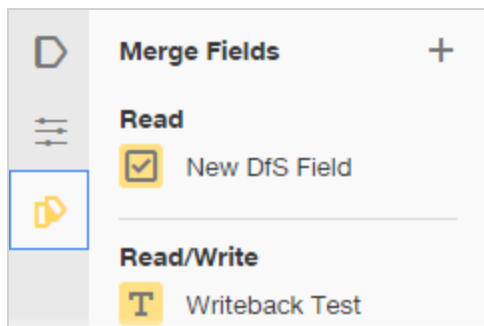 Merge Fields
Read
New DfS Field
Read/Write
T Writeback Test